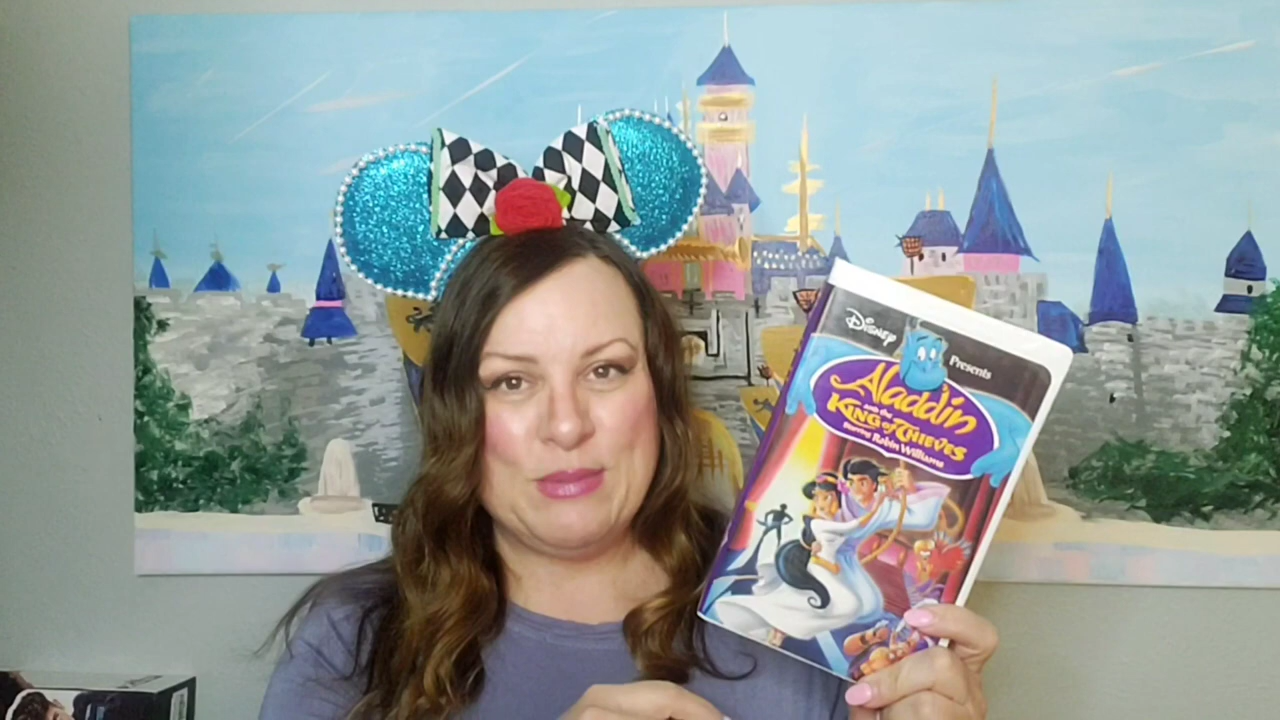 Disney Presents
Aladdin
and the
King of Thieves
Starring Robin Williams